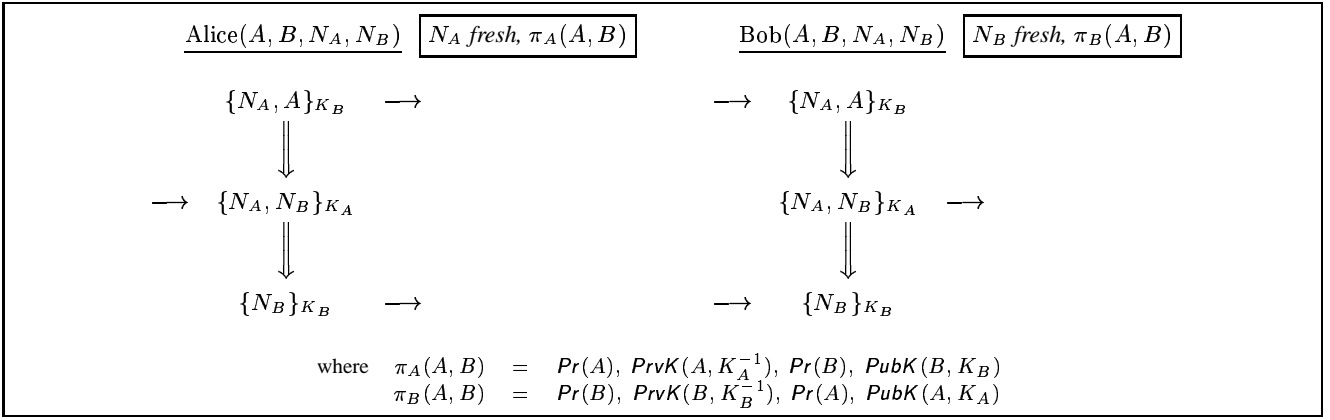 Alice(A, B, N_A, N_B) N_A fresh, π_A(A, B) Bob(A, B, N_A, N_B) N_B fresh, π_B(A, B)
{N_A, A}_{K_B} ⟶ ⟶ {N_A, A}_{K_B}
⟶ {N_A, N_B}_{K_A} {N_A, N_B}_{K_A} ⟶
{N_B}_{K_B} ⟶ ⟶ {N_B}_{K_B}
where π_A(A, B) = Pr(A), PrvK(A, K_A^{-1}), Pr(B), PubK(B, K_B)
π_B(A, B) = Pr(B), PrvK(B, K_B^{-1}), Pr(A), PubK(A, K_A)